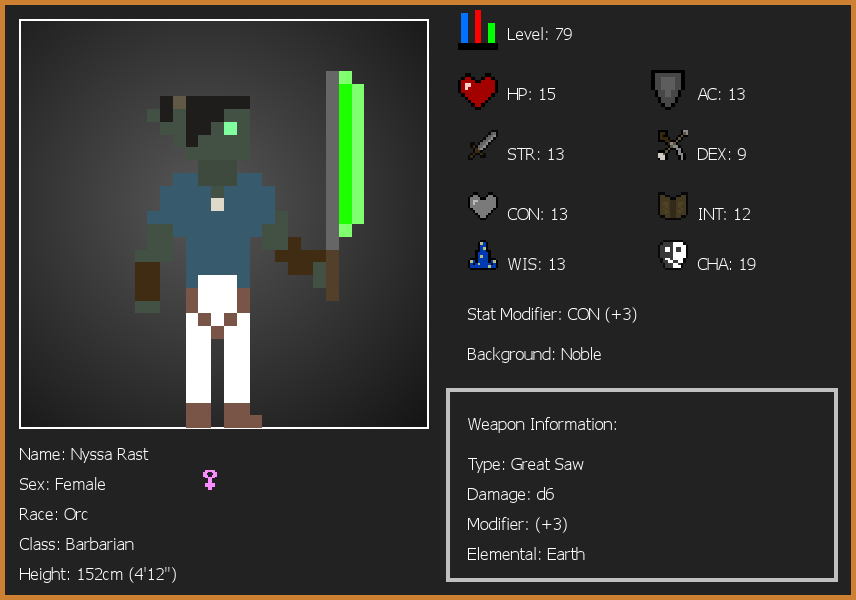 Level: 79
HP: 15
AC: 13
STR: 13
DEX: 9
CON: 13
INT: 12
WIS: 13
CHA: 19
Stat Modifier: CON (+3)
Background: Noble
Weapon Information:
Type: Great Saw
Damage: d6
Modifier: (+3)
Elemental: Earth
Name: Nyssa Rast
Sex: Female
Race: Orc
Class: Barbarian
Height: 152cm (4'12")